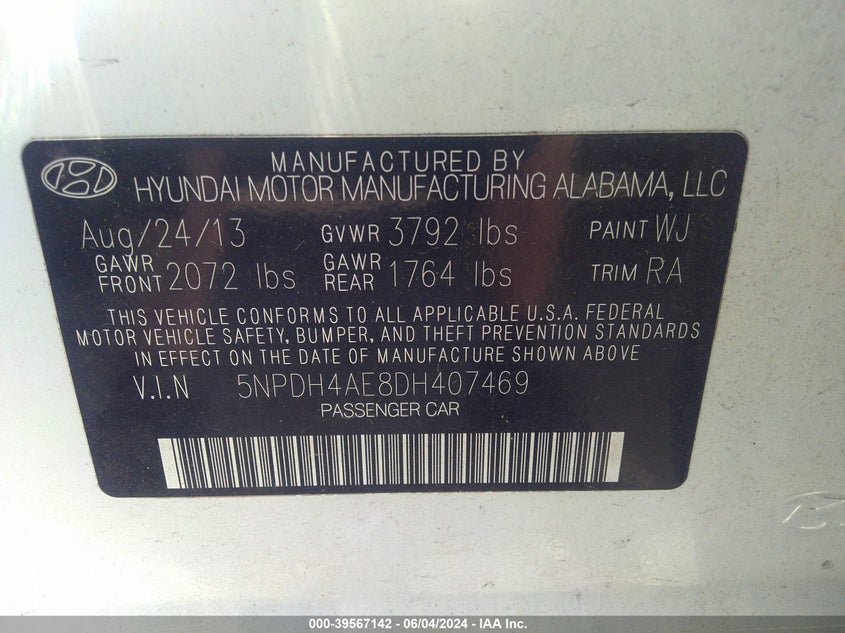 MANUFACTURED BY
HYUNDAI MOTOR MANUFACTURING ALABAMA, LLC
Aug/24/13 GVWR 3792 lbs PAINT WJ
GAWR FRONT 2072 lbs GAWR REAR 1764 lbs TRIM RA
THIS VEHICLE CONFORMS TO ALL APPLICABLE U.S.A. FEDERAL
MOTOR VEHICLE SAFETY, BUMPER, AND THEFT PREVENTION STANDARDS
IN EFFECT ON THE DATE OF MANUFACTURE SHOWN ABOVE
V.I.N 5NPDH4AE8DH407469
PASSENGER CAR
000-39567142 - 06/04/2024 - IAA Inc.